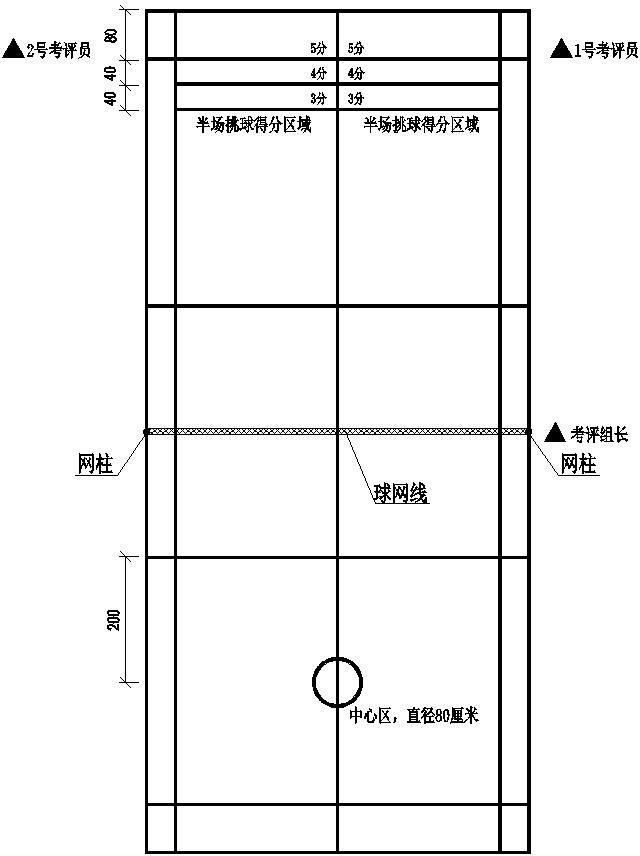 80
▲2号考评员
5分 5分
▲1号考评员
40
4分 4分
40
3分 3分
半场挑球得分区域 半场挑球得分区域
▲考评组长
网柱
网柱
球网线
200
中心区，直径80厘米